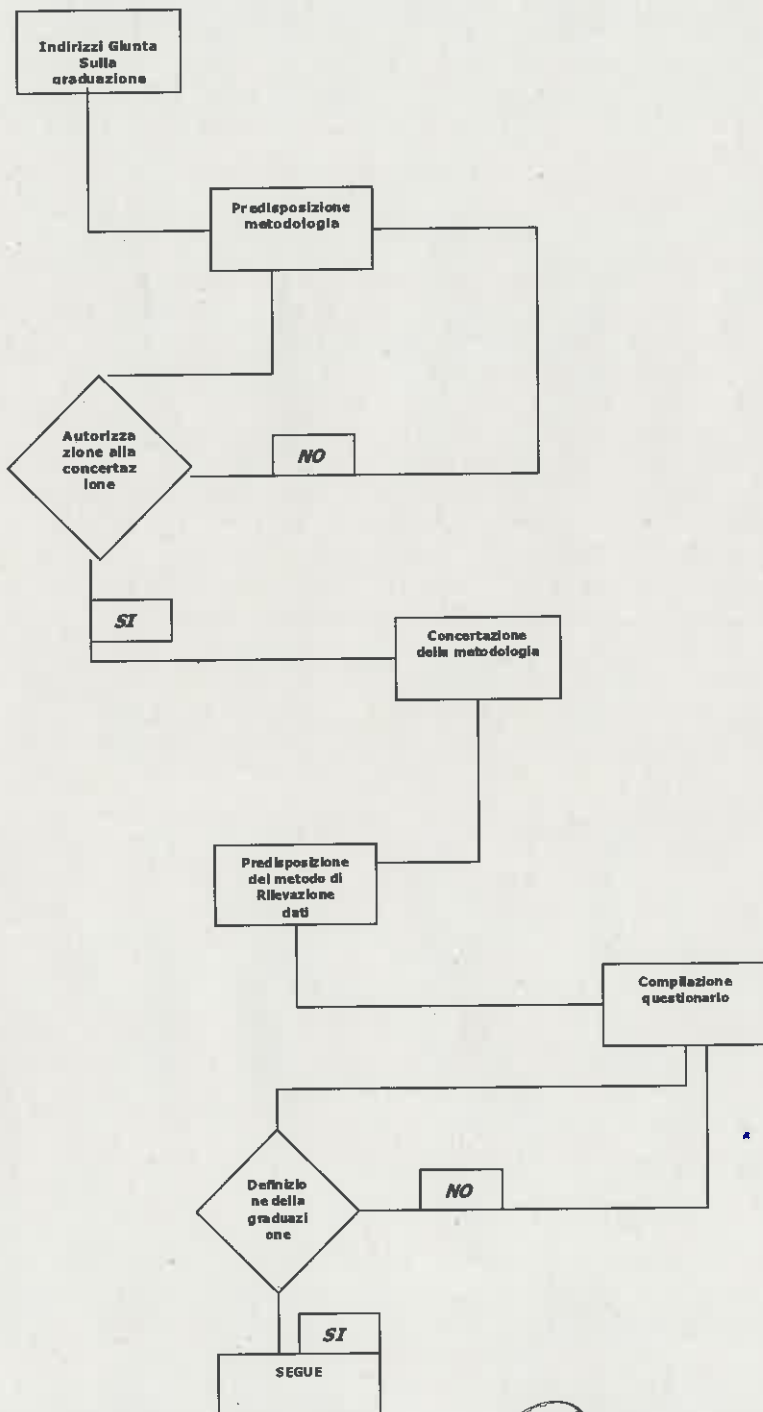 Indirizzi Giunta
Sulla
graduazione
Predisposizione
metodologia
Autorizza
zione alla
concertaz
ione
NO
SI
Concertazione
della metodologia
Predisposizione
del metodo di
Rilevazione
dati
Compilazione
questionario
Definizio
ne della
graduazi
one
NO
SI
SEGUE